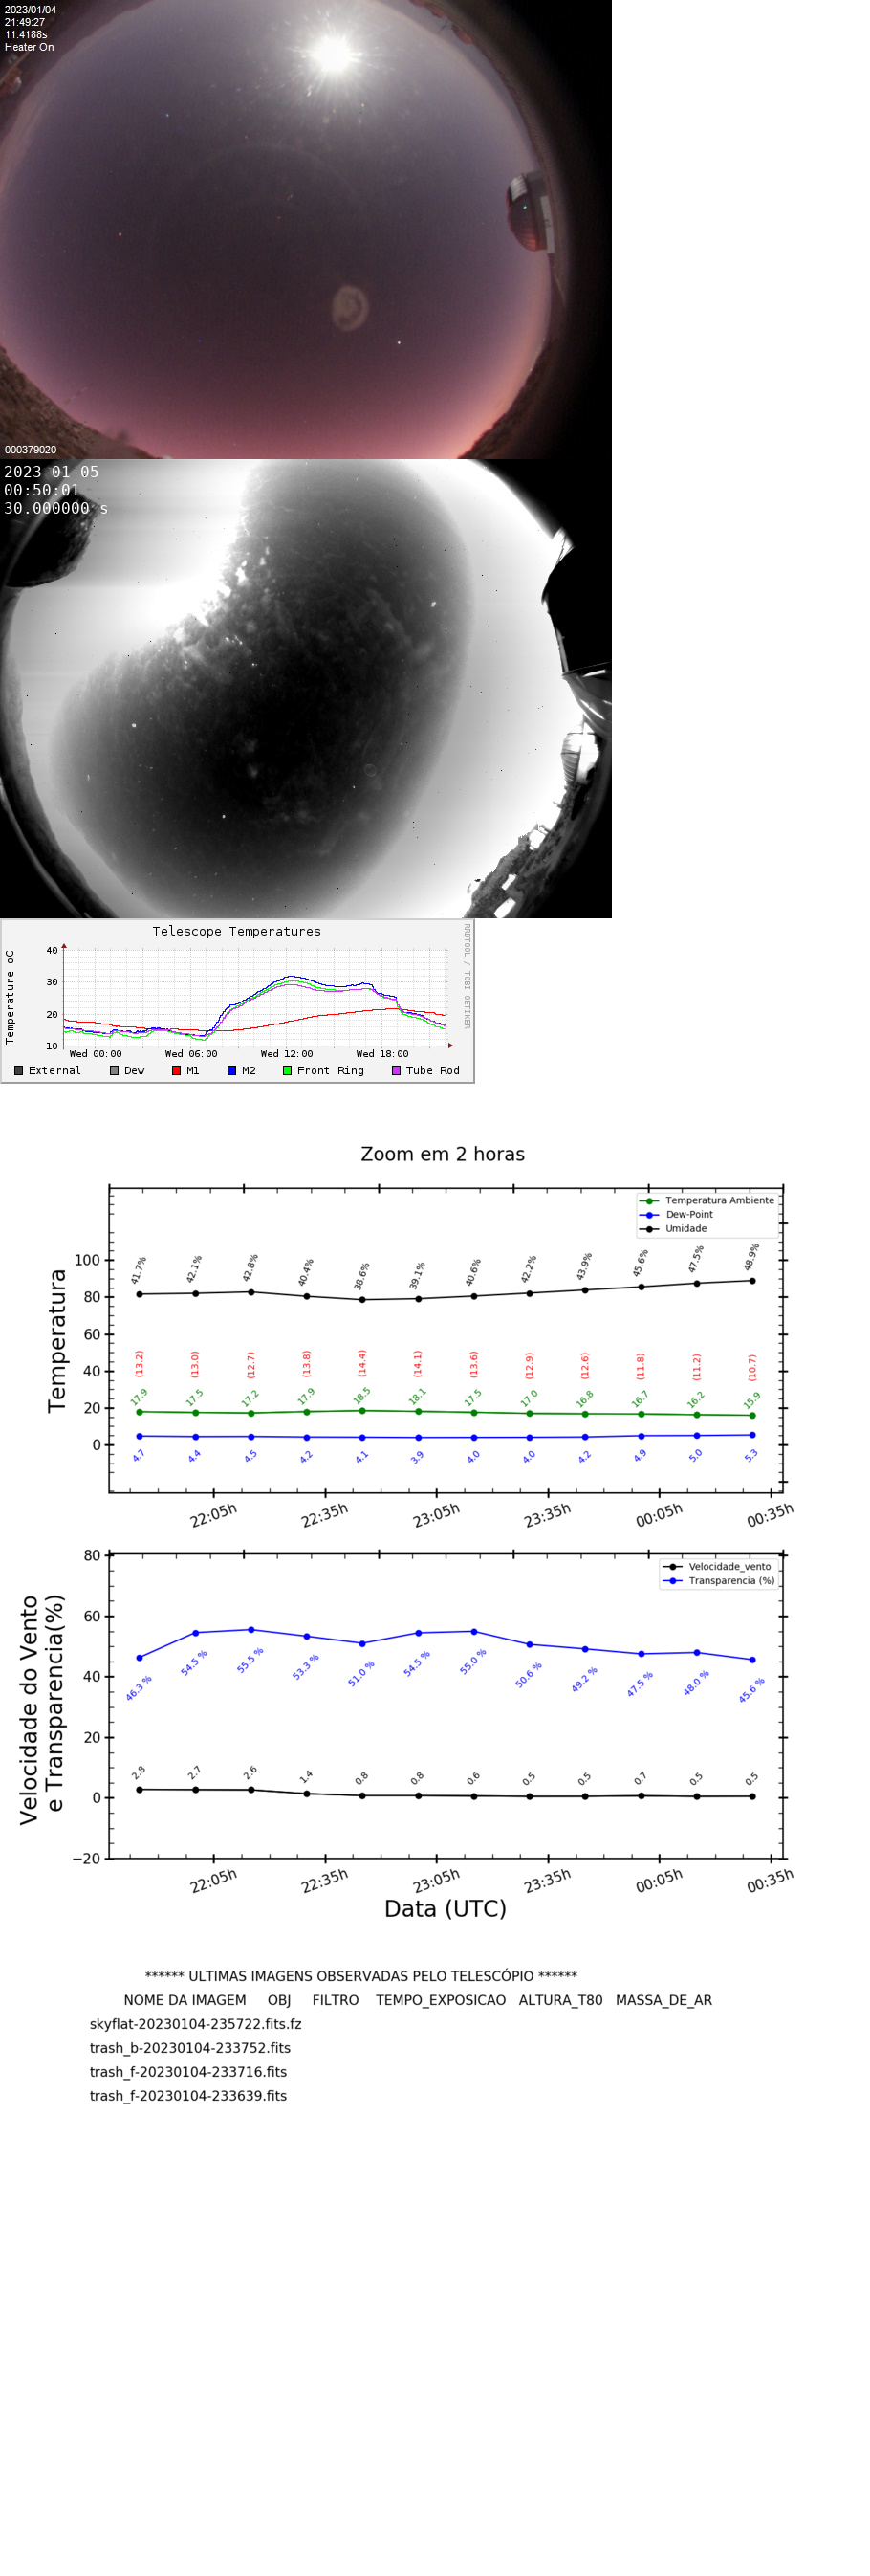 2023/01/04
21:49:27
11.4188s
Heater On
000379020
2023-01-05
00:50:01
30.000000 s
Telescope Temperatures
RRDTOOL / TOBI OETIKER
Temperature oC
40
30
20
10
Wed 00:00 Wed 06:00 Wed 12:00 Wed 18:00
External Dew M1 M2 Front Ring Tube Rod
Zoom em 2 horas
Temperatura Ambiente
Dew-Point
Umidade
Temperatura
100
80
60
40
20
0
41.7% 42.1% 42.8% 40.4% 38.6% 39.1% 40.6% 42.2% 43.9% 45.6% 47.5% 48.9%
(13.2) (13.0) (12.7) (13.8) (14.4) (14.1) (13.6) (12.9) (12.6) (11.8) (11.2) (10.7)
17.9 17.5 17.2 17.9 18.5 18.1 17.5 17.0 16.8 16.7 16.2 15.9
4.7 4.4 4.5 4.2 4.1 3.9 4.0 4.0 4.2 4.9 5.0 5.3
22:05h 22:35h 23:05h 23:35h 00:05h 00:35h
Velocidade_vento
Transparencia (%)
Velocidade do Vento
e Transparencia(%)
80
60
40
20
0
−20
46.3 % 54.5 % 55.5 % 53.3 % 51.0 % 54.5 % 55.0 % 50.6 % 49.2 % 47.5 % 48.0 % 45.6 %
2.8 2.7 2.6 1.4 0.8 0.8 0.6 0.5 0.5 0.7 0.5 0.5
22:05h 22:35h 23:05h 23:35h 00:05h 00:35h
Data (UTC)
****** ULTIMAS IMAGENS OBSERVADAS PELO TELESCÓPIO ******
NOME DA IMAGEM OBJ FILTRO TEMPO_EXPOSICAO ALTURA_T80 MASSA_DE_AR
skyflat-20230104-235722.fits.fz
trash_b-20230104-233752.fits
trash_f-20230104-233716.fits
trash_f-20230104-233639.fits